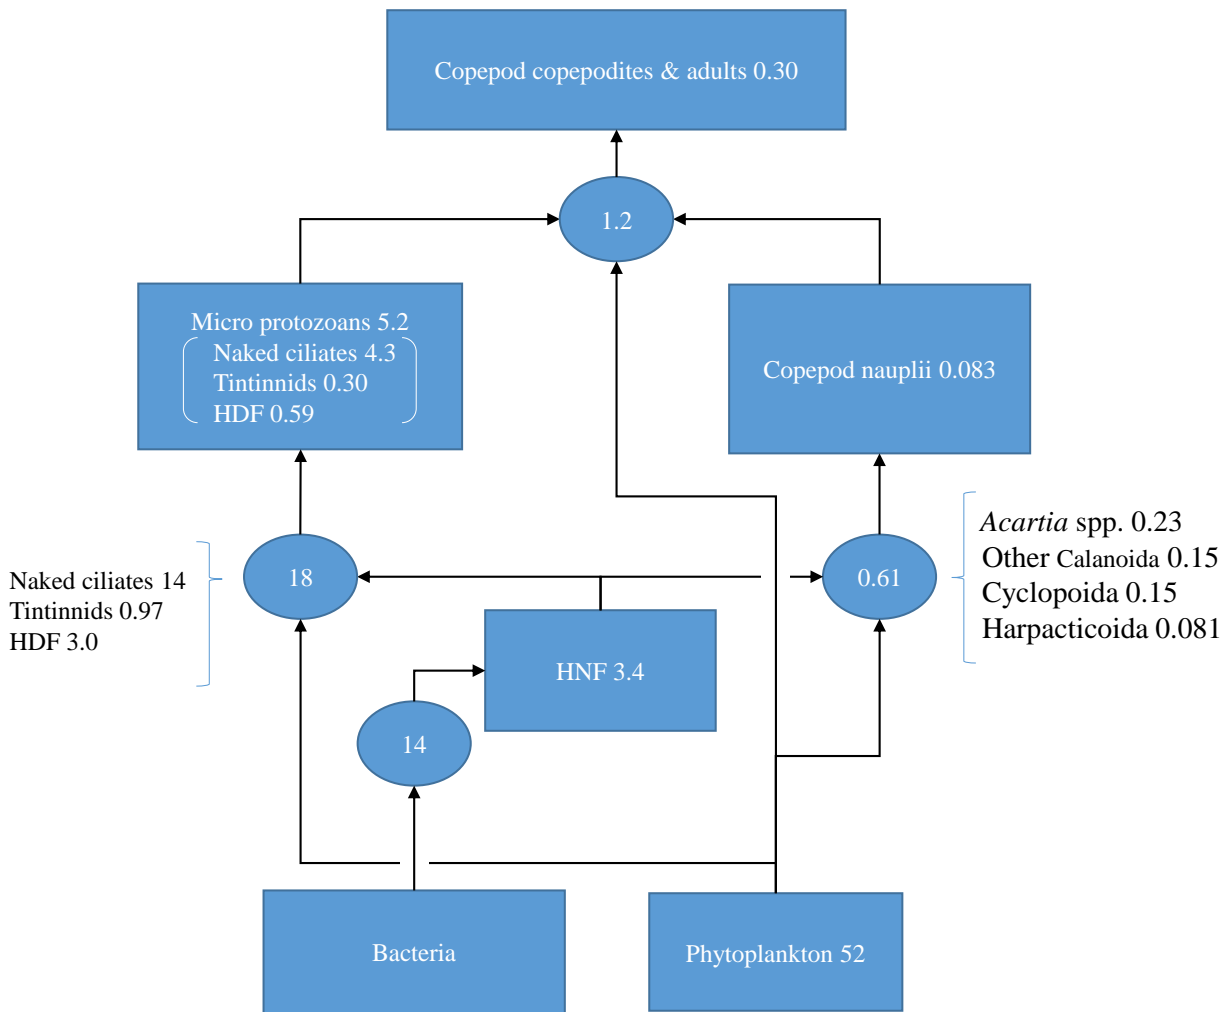 Copepod copepodites & adults 0.30
1.2
Micro protozoans 5.2
Naked ciliates 4.3
Tintinnids 0.30
HDF 0.59
Copepod nauplii 0.083
Naked ciliates 14
Tintinnids 0.97
HDF 3.0
18
0.61
Acartia spp. 0.23
Other Calanoida 0.15
Cyclopoida 0.15
Harpacticoida 0.081
HNF 3.4
14
Bacteria
Phytoplankton 52